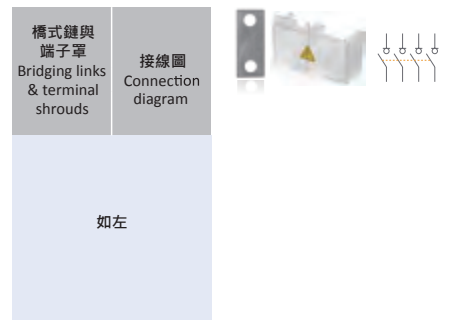 橋式鏈與
端子罩
Bridging links
& terminal
shrouds
接線圖
Connection
diagram
如左